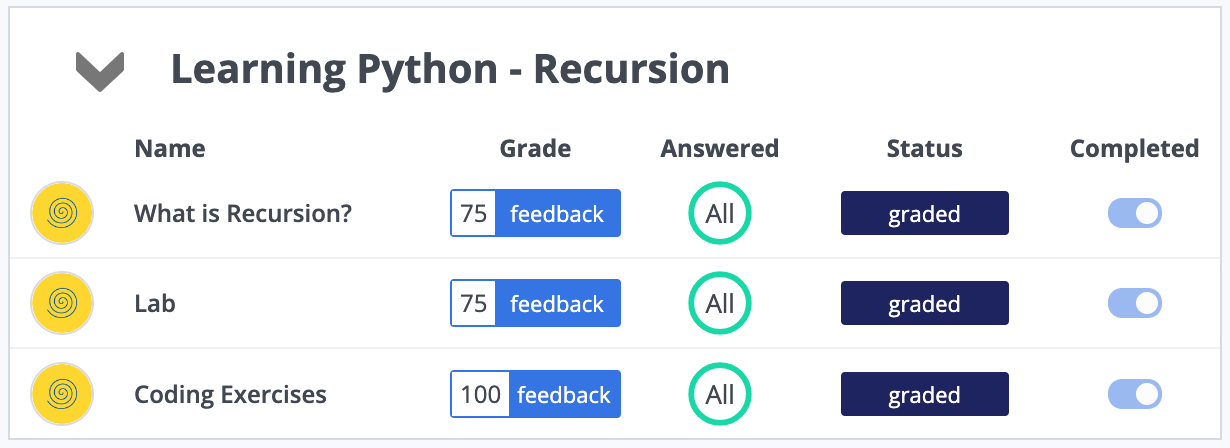 Learning Python - Recursion
Name Grade Answered Status Completed
What is Recursion? 75 feedback All graded
Lab 75 feedback All graded
Coding Exercises 100 feedback All graded